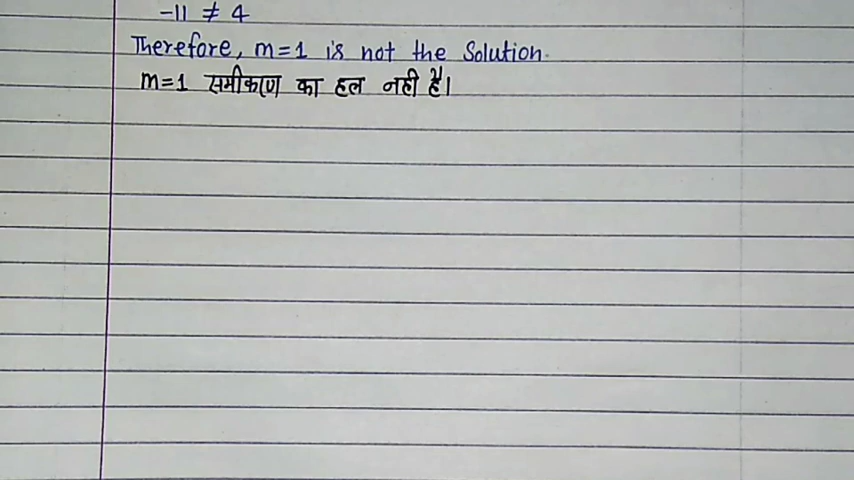 -11 ≠ 4
Therefore, m=1 is not the Solution.
m=1 समीकरण का हल नही है।